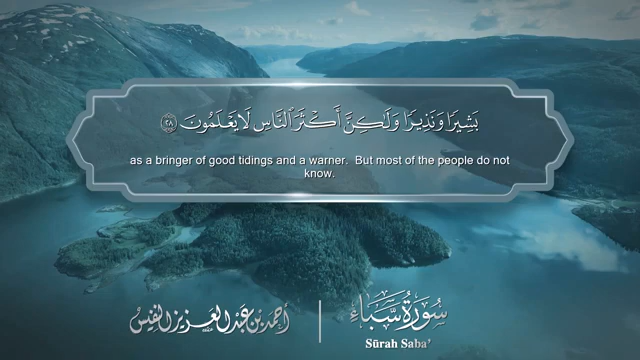 بَشِيرًا وَنَذِيرًا وَلَٰكِنَّ أَكْثَرَ ٱلنَّاسِ لَا يَعْلَمُونَ ٢٨
as a bringer of good tidings and a warner. But most of the people do not
know.
سُورَةُ سَبَإٍ
Sūrah Saba’
أحمد بن عبد العزيز النفيس